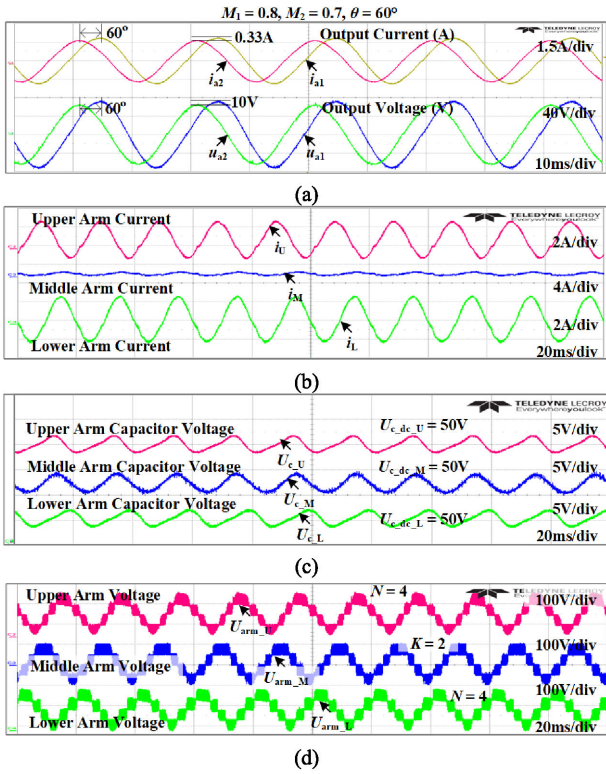 M1 = 0.8, M2 = 0.7, θ = 60°
TELEDYNE LECROY
Everywhereyoulook™
60°
0.33A
Output Current (A)
1.5A/div
ia2
ia1
60°
10V
Output Voltage (V)
40V/div
ua2
ua1
10ms/div
(a)
Upper Arm Current
TELEDYNE LECROY
Everywhereyoulook™
iU
2A/div
Middle Arm Current
iM
4A/div
2A/div
Lower Arm Current
iL
20ms/div
(b)
TELEDYNE LECROY
Everywhereyoulook™
Upper Arm Capacitor Voltage
Uc_dc_U = 50V
5V/div
Uc_U
Middle Arm Capacitor Voltage
Uc_dc_M = 50V
5V/div
Uc_M
Lower Arm Capacitor Voltage
Uc_dc_L = 50V
5V/div
Uc_L
20ms/div
(c)
Upper Arm Voltage
N = 4
100V/div
Uarm_U
K = 2
100V/div
Middle Arm Voltage
Uarm_M
N = 4
100V/div
Lower Arm Voltage
Uarm_L
20ms/div
(d)